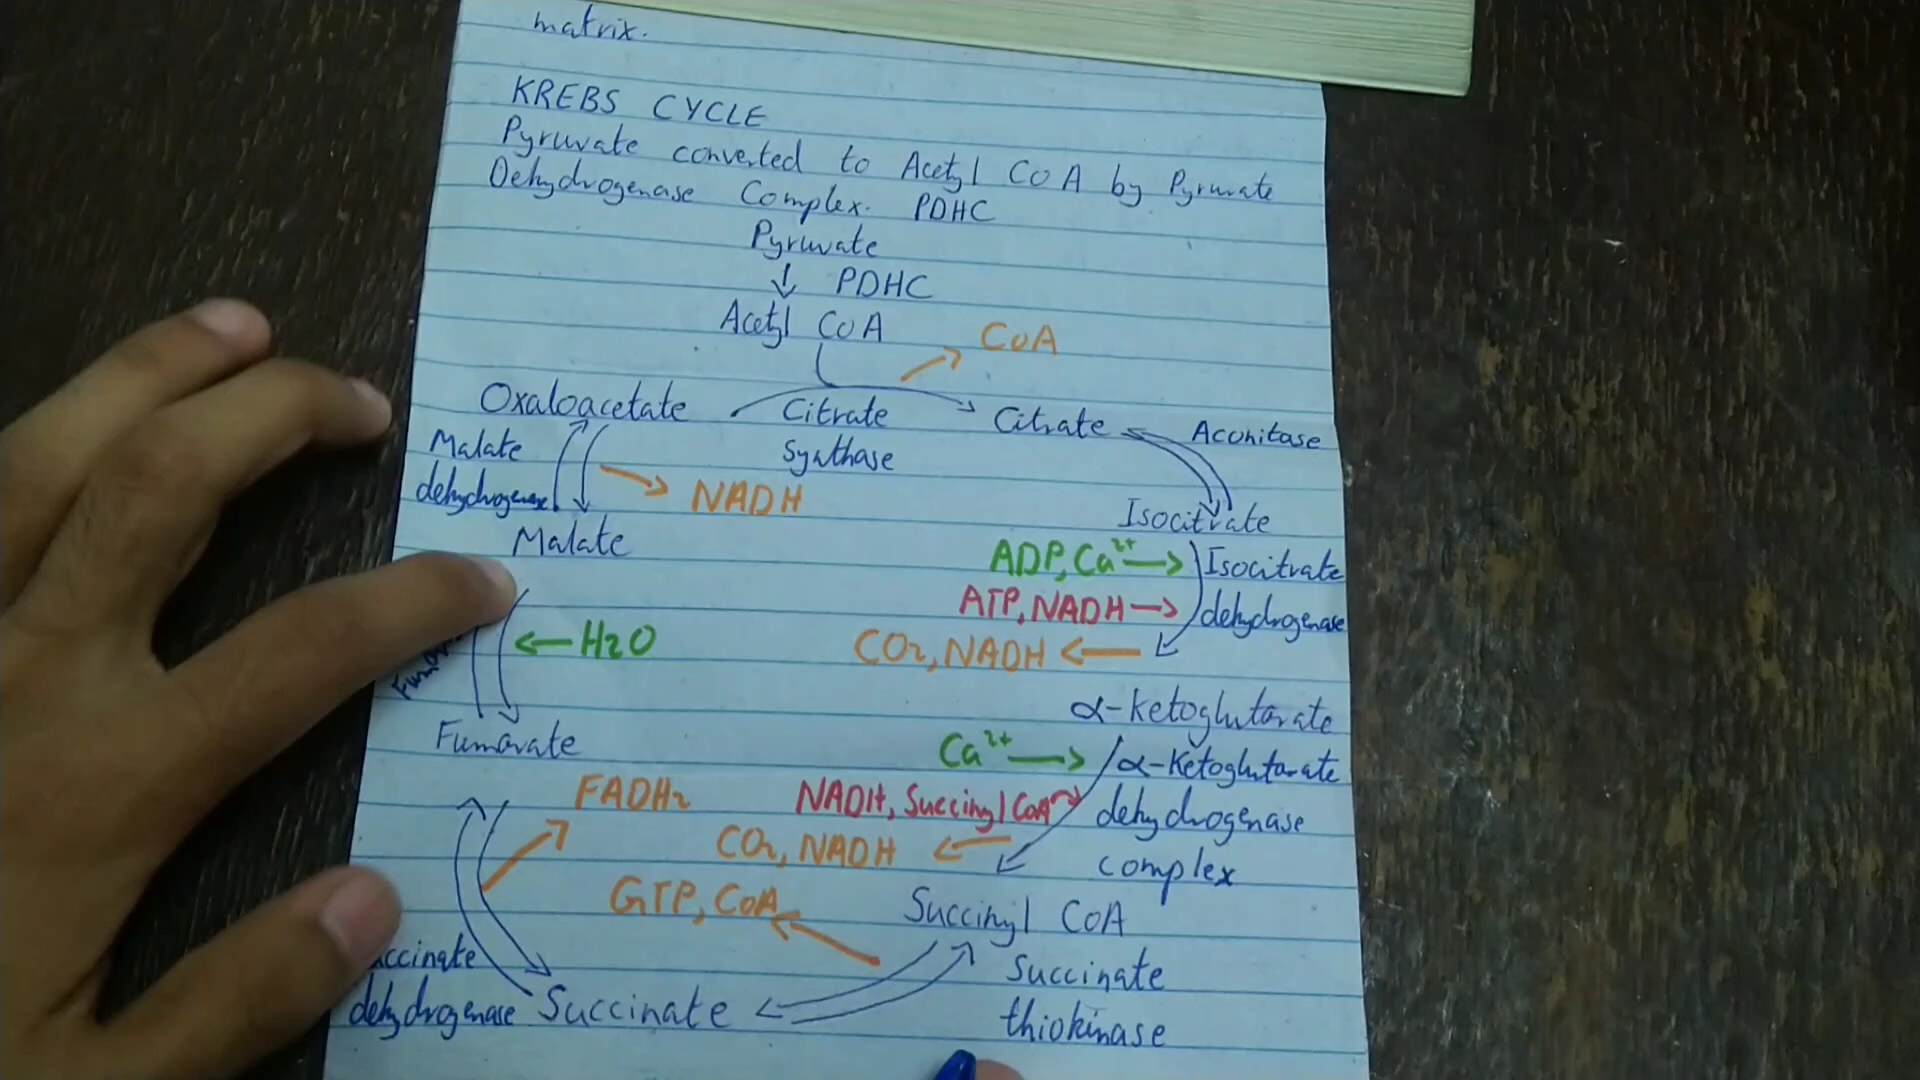 matrix.
KREBS CYCLE
Pyruvate converted to Acetyl CoA by Pyruvate
Dehydrogenase Complex. PDHC
Pyruvate
↓ PDHC
Acetyl CoA
CoA
Oxaloacetate
Citrate
Synthase
Citrate
Aconitase
Malate
dehydrogenase
NADH
Isocitrate
Malate
ADP, Ca²⁺ →
Isocitrate
dehydrogenase
ATP, NADH →
CO₂, NADH ←
← H₂O
α-ketoglutarate
Fumarate
Ca²⁺ →
α-Ketoglutarate
dehydrogenase
complex
FADH₂
NADH, Succinyl CoA
CO₂, NADH
GTP, CoA
Succinyl CoA
ccinate
dehydrogenase
Succinate
Succinate
thiokinase